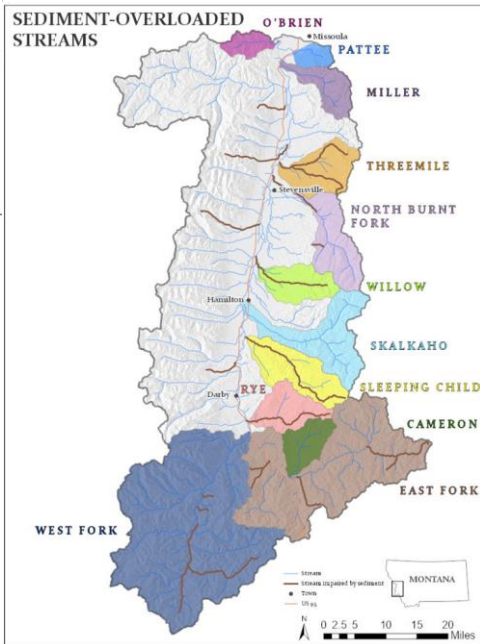 SEDIMENT-OVERLOADED
STREAMS
O'BRIEN
Missoula
PATTEE
MILLER
THREEMILE
Stevensville
NORTH BURNT
FORK
WILLOW
Hamilton
SKALKAHO
SLEEPING CHILD
RYE
Darby
CAMERON
EAST FORK
WEST FORK
MONTANA
Stream
Stream impaired by sediment
Town
US 93
N
0 2.5 5 10 15 20
Miles